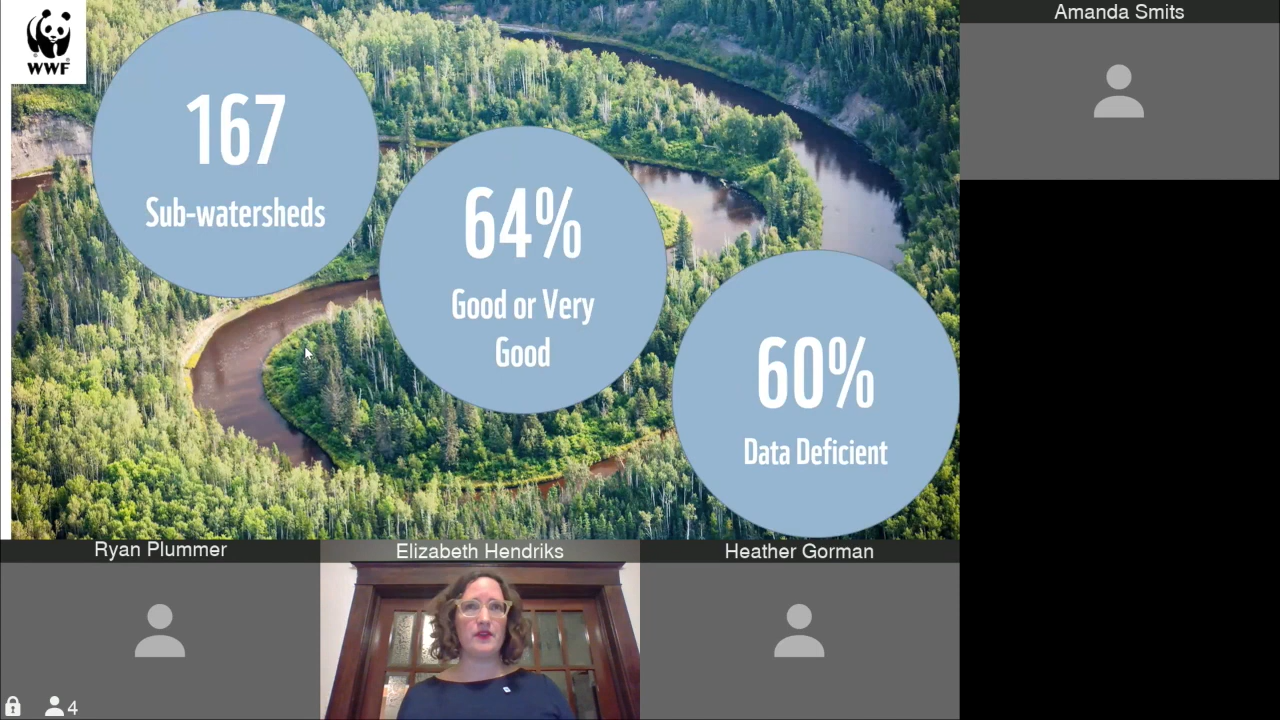 Amanda Smits
WWF
167
Sub-watersheds
64%
Good or Very
Good
60%
Data Deficient
Ryan Plummer
Elizabeth Hendriks
Heather Gorman
4